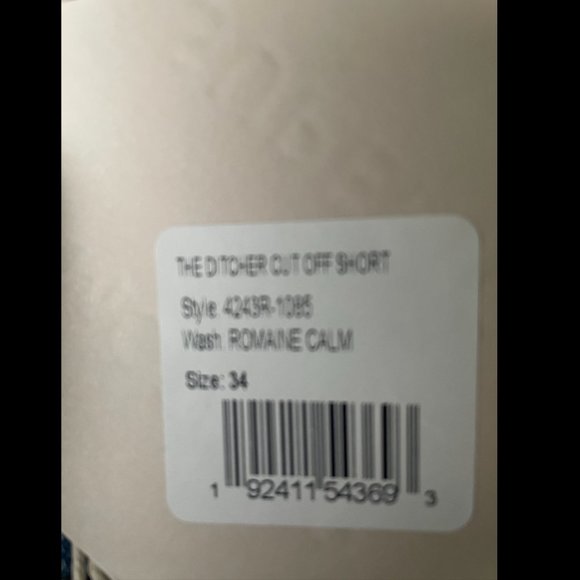 THE DITCHER CUT OFF SHORT
Style: 4243R-1085
Wash: ROMAINE CALM
Size: 34
1 92411 54369 3